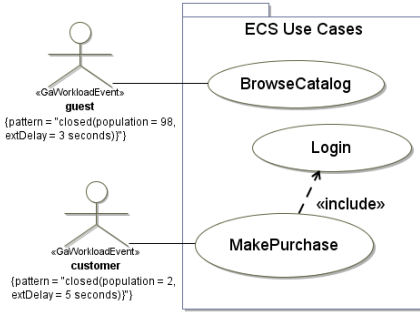 ECS Use Cases
«GaWorkloadEvent»
guest
{pattern = "closed(population = 98,
extDelay = 3 seconds)}"}
BrowseCatalog
Login
«include»
«GaWorkloadEvent»
customer
{pattern = "closed(population = 2,
extDelay = 5 seconds)}"}
MakePurchase